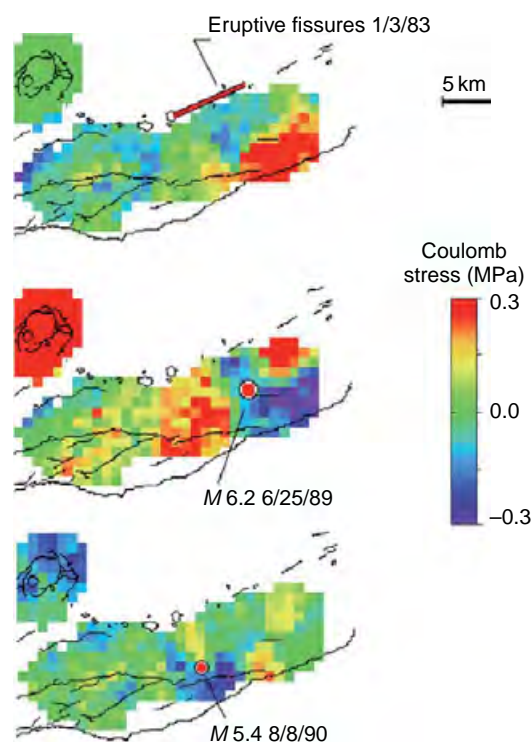 Eruptive fissures 1/3/83
5 km
Coulomb
stress (MPa)
0.3
0.0
–0.3
M 6.2 6/25/89
M 5.4 8/8/90